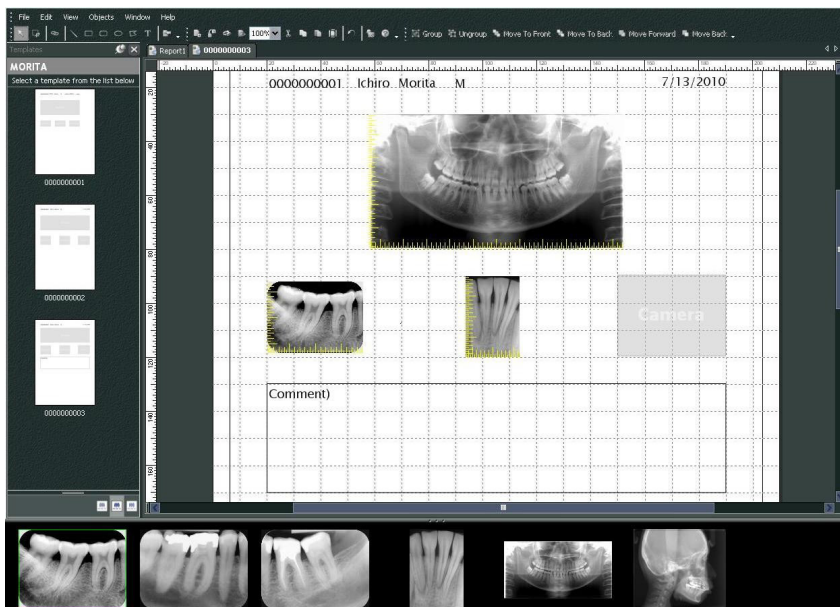 File Edit View Objects Window Help
100% Group Ungroup Move To Front Move To Back Move Forward Move Back
Templates
Report1 0000000003
MORITA
Select a template from the list below
0000000001
0000000002
0000000003
0000000001 Ichiro Morita M 7/13/2010
Camera
Comment)